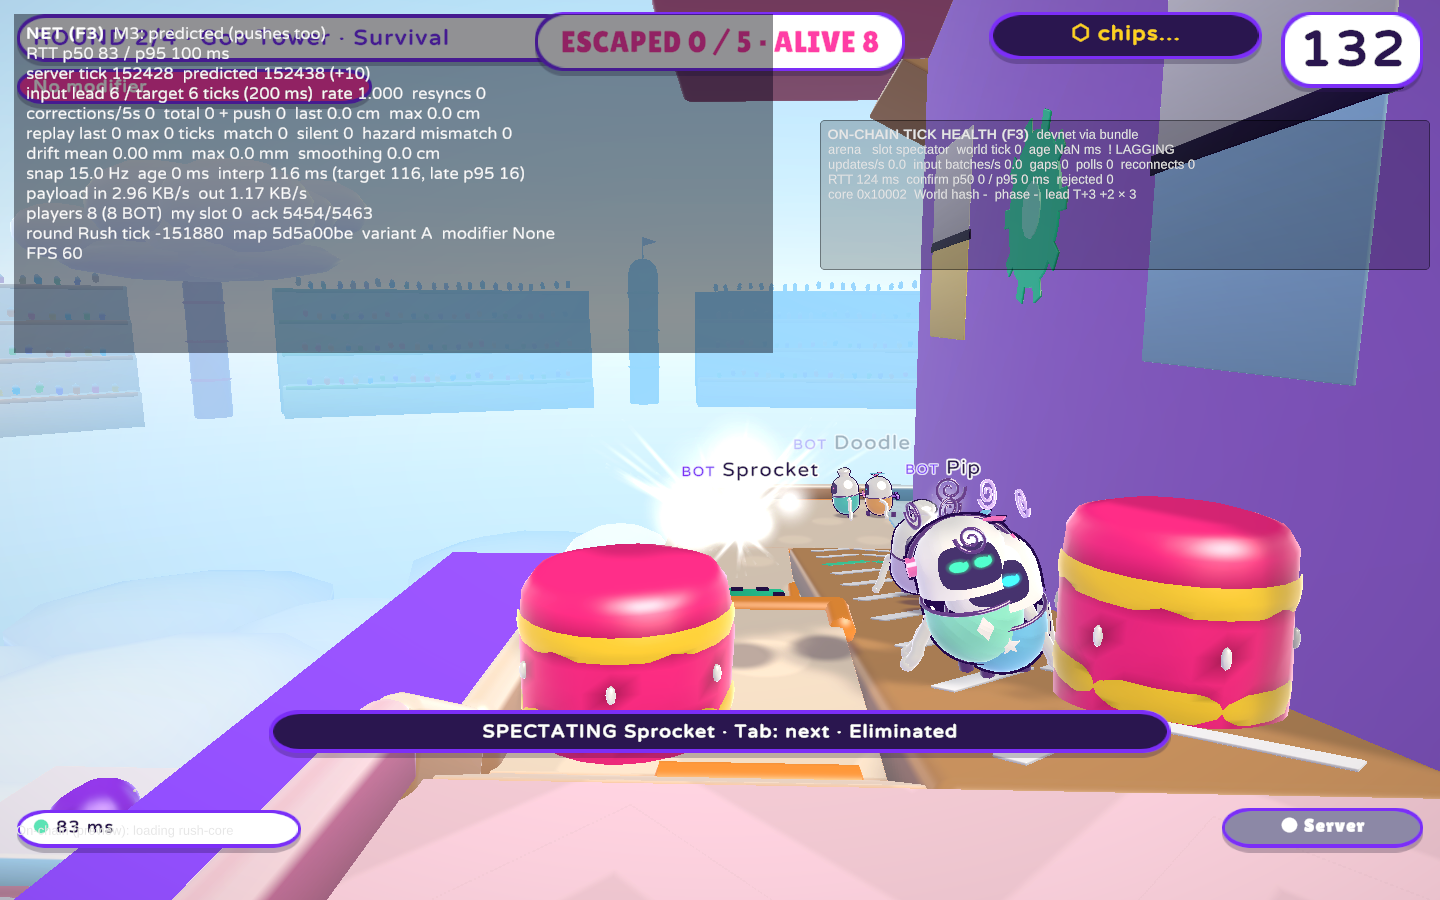 NET (F3) M3: predicted (pushes too)
RTT p50 83 / p95 100 ms
server tick 152428 predicted 152438 (+10)
input lead 6 / target 6 ticks (200 ms) rate 1.000 resyncs 0
corrections/5s 0 total 0 + push 0 last 0.0 cm max 0.0 cm
replay last 0 max 0 ticks match 0 silent 0 hazard mismatch 0
drift mean 0.00 mm max 0.0 mm smoothing 0.0 cm
snap 15.0 Hz age 0 ms interp 116 ms (target 116, late p95 16)
payload in 2.96 KB/s out 1.17 KB/s
players 8 (8 BOT) my slot 0 ack 5454/5463
round Rush tick -151880 map 5d5a00be variant A modifier None
FPS 60
Tower · Survival
No modifier
ESCAPED 0 / 5 · ALIVE 8
chips...
132
ON-CHAIN TICK HEALTH (F3) devnet via bundle
arena slot spectator world tick 0 age NaN ms ! LAGGING
updates/s 0.0 input batches/s 0.0 gaps 0 polls 0 reconnects 0
RTT 124 ms confirm p50 0 / p95 0 ms rejected 0
core 0x10002 World hash - phase - lead T+3 +2 × 3
BOT Doodle
BOT Sprocket
BOT Pip
SPECTATING Sprocket · Tab: next · Eliminated
83 ms
loading rush-core
Server